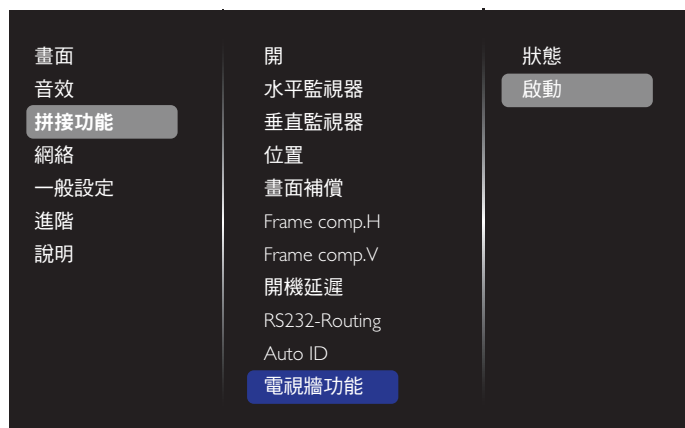 畫面
音效
拼接功能
網絡
一般設定
進階
說明
開
水平監視器
垂直監視器
位置
畫面補償
Frame comp.H
Frame comp.V
開機延遲
RS232-Routing
Auto ID
電視牆功能
狀態
啟動